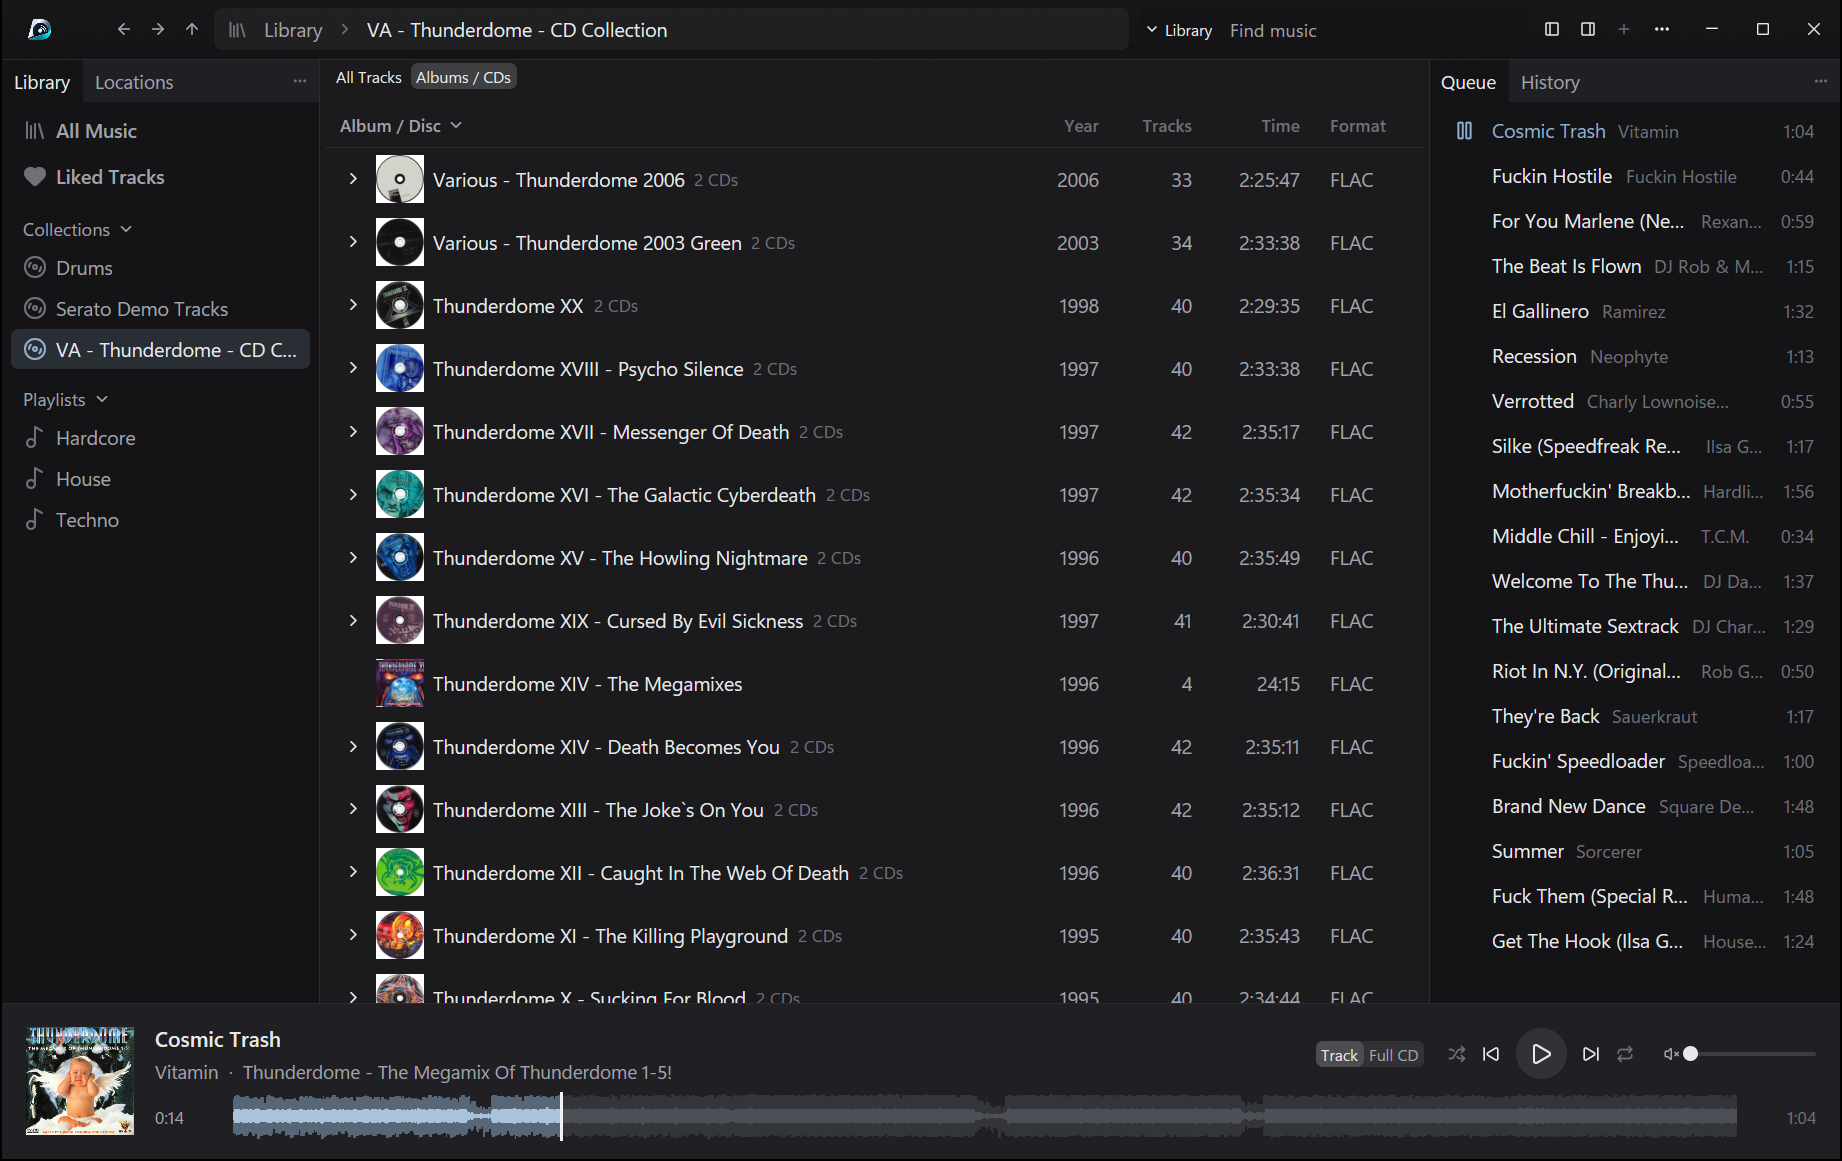 Library
VA - Thunderdome - CD Collection
Library
Find music
Library
Locations
All Music
Liked Tracks
Collections
Drums
Serato Demo Tracks
VA - Thunderdome - CD C...
Playlists
Hardcore
House
Techno
All Tracks
Albums / CDs
Album / Disc Year Tracks Time Format
Various - Thunderdome 2006 2 CDs 2006 33 2:25:47 FLAC
Various - Thunderdome 2003 Green 2 CDs 2003 34 2:33:38 FLAC
Thunderdome XX 2 CDs 1998 40 2:29:35 FLAC
Thunderdome XVIII - Psycho Silence 2 CDs 1997 40 2:33:38 FLAC
Thunderdome XVII - Messenger Of Death 2 CDs 1997 42 2:35:17 FLAC
Thunderdome XVI - The Galactic Cyberdeath 2 CDs 1997 42 2:35:34 FLAC
Thunderdome XV - The Howling Nightmare 2 CDs 1996 40 2:35:49 FLAC
Thunderdome XIX - Cursed By Evil Sickness 2 CDs 1997 41 2:30:41 FLAC
Thunderdome XIV - The Megamixes 1996 4 24:15 FLAC
Thunderdome XIV - Death Becomes You 2 CDs 1996 42 2:35:11 FLAC
Thunderdome XIII - The Joke`s On You 2 CDs 1996 42 2:35:12 FLAC
Thunderdome XII - Caught In The Web Of Death 2 CDs 1996 40 2:36:31 FLAC
Thunderdome XI - The Killing Playground 2 CDs 1995 40 2:35:43 FLAC
Thunderdome X - Sucking For Blood 2 CDs 1995 40 2:34:44 FLAC
Queue
History
Cosmic Trash Vitamin 1:04
Fuckin Hostile Fuckin Hostile 0:44
For You Marlene (Ne... Rexan... 0:59
The Beat Is Flown DJ Rob & M... 1:15
El Gallinero Ramirez 1:32
Recession Neophyte 1:13
Verrotted Charly Lownoise... 0:55
Silke (Speedfreak Re... Ilsa G... 1:17
Motherfuckin' Breakb... Hardli... 1:56
Middle Chill - Enjoyi... T.C.M. 0:34
Welcome To The Thu... DJ Da... 1:37
The Ultimate Sextrack DJ Char... 1:29
Riot In N.Y. (Original... Rob G... 0:50
They're Back Sauerkraut 1:17
Fuckin' Speedloader Speedloa... 1:00
Brand New Dance Square De... 1:48
Summer Sorcerer 1:05
Fuck Them (Special R... Huma... 1:48
Get The Hook (Ilsa G... House... 1:24
THUNDERDOME
THE MEGAMIX OF THUNDERDOME 1-5!
Cosmic Trash
Vitamin · Thunderdome - The Megamix Of Thunderdome 1-5!
0:14
Track
Full CD
1:04